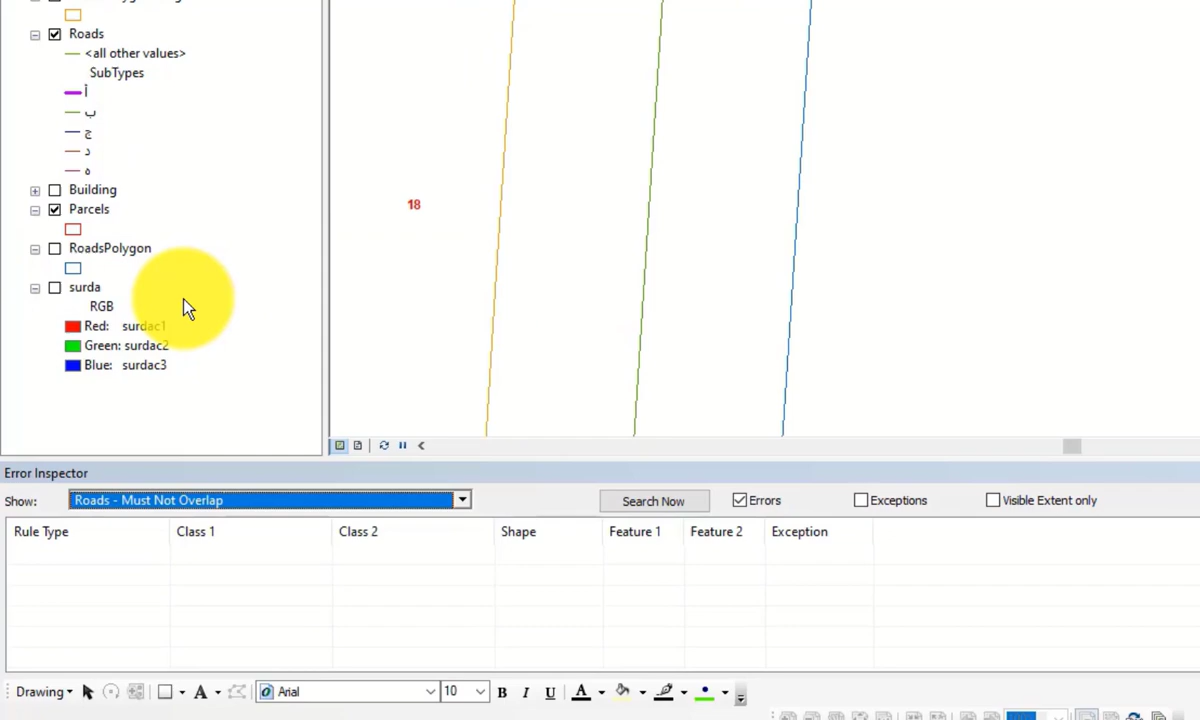 Roads
<all other values>
SubTypes
أ
ب
ج
د
ه
Building
Parcels
RoadsPolygon
surda
RGB
Red: surdac1
Green: surdac2
Blue: surdac3
18
Error Inspector
Show: Roads - Must Not Overlap Search Now Errors Exceptions Visible Extent only
Rule Type Class 1 Class 2 Shape Feature 1 Feature 2 Exception
Drawing A Arial 10 B I U A